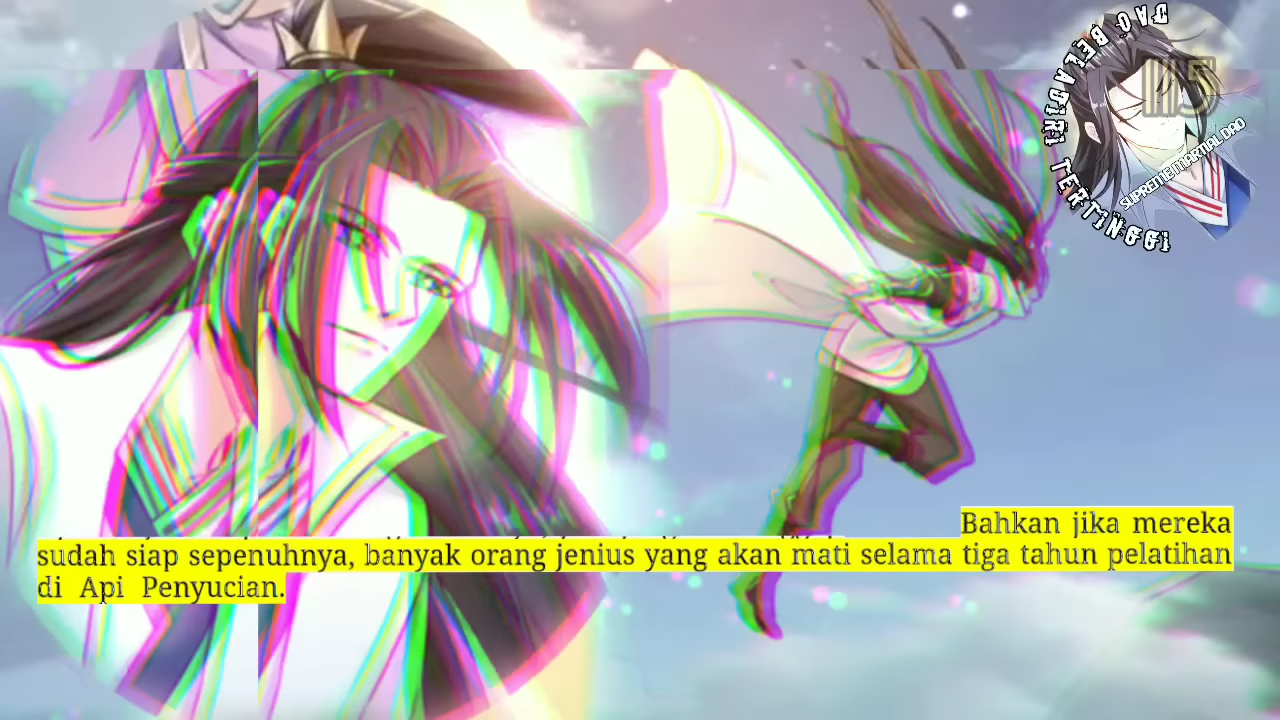 DAO BELADIRI TERTINGGI
115
SUPREME MARTIAL DAO
Bahkan jika mereka
sudah siap sepenuhnya, banyak orang jenius yang akan mati selama tiga tahun pelatihan
di Api Penyucian.